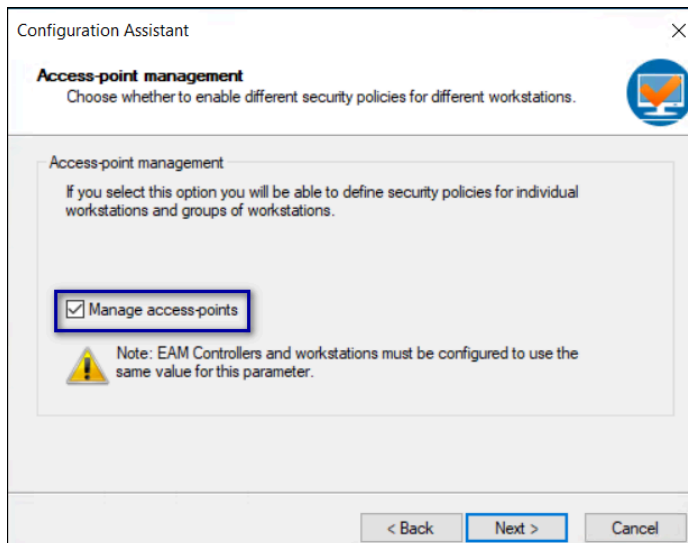 Configuration Assistant
Access-point management
Choose whether to enable different security policies for different workstations.
Access-point management
If you select this option you will be able to define security policies for individual
workstations and groups of workstations.
Manage access-points
Note: EAM Controllers and workstations must be configured to use the
same value for this parameter.
< Back
Next >
Cancel